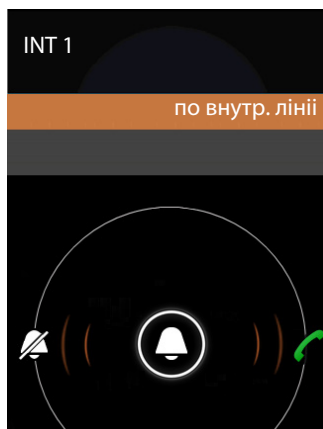 INT 1
по внутр. лінії